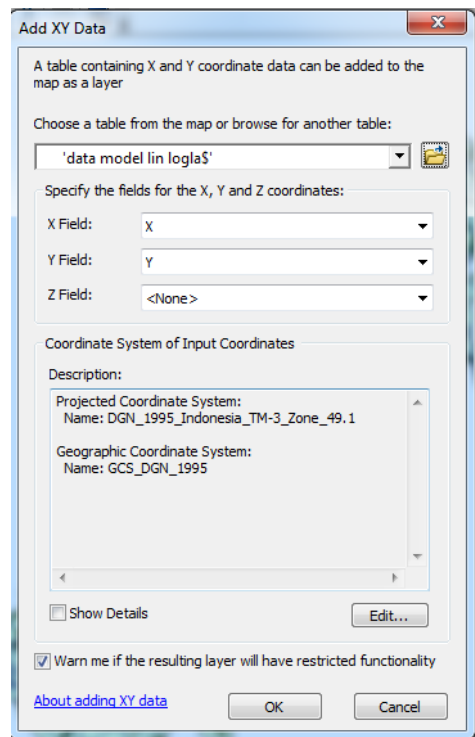 Add XY Data
A table containing X and Y coordinate data can be added to the
map as a layer
Choose a table from the map or browse for another table:
'data model lin logla$'
Specify the fields for the X, Y and Z coordinates:
X Field: X
Y Field: Y
Z Field: <None>
Coordinate System of Input Coordinates
Description:
Projected Coordinate System:
Name: DGN_1995_Indonesia_TM-3_Zone_49.1
Geographic Coordinate System:
Name: GCS_DGN_1995
Show Details Edit...
Warn me if the resulting layer will have restricted functionality
About adding XY data OK Cancel